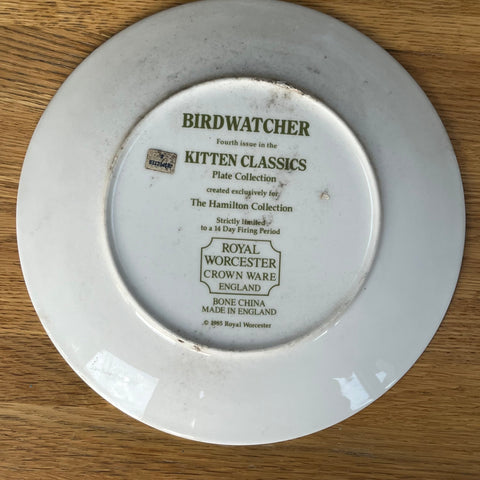 BIRDWATCHER
Fourth issue in the
KITTEN CLASSICS
Plate Collection
created exclusively for
The Hamilton Collection
Strictly limited
to a 14 Day Firing Period
ROYAL
WORCESTER
CROWN WARE
ENGLAND
BONE CHINA
MADE IN ENGLAND
© 1985 Royal Worcester